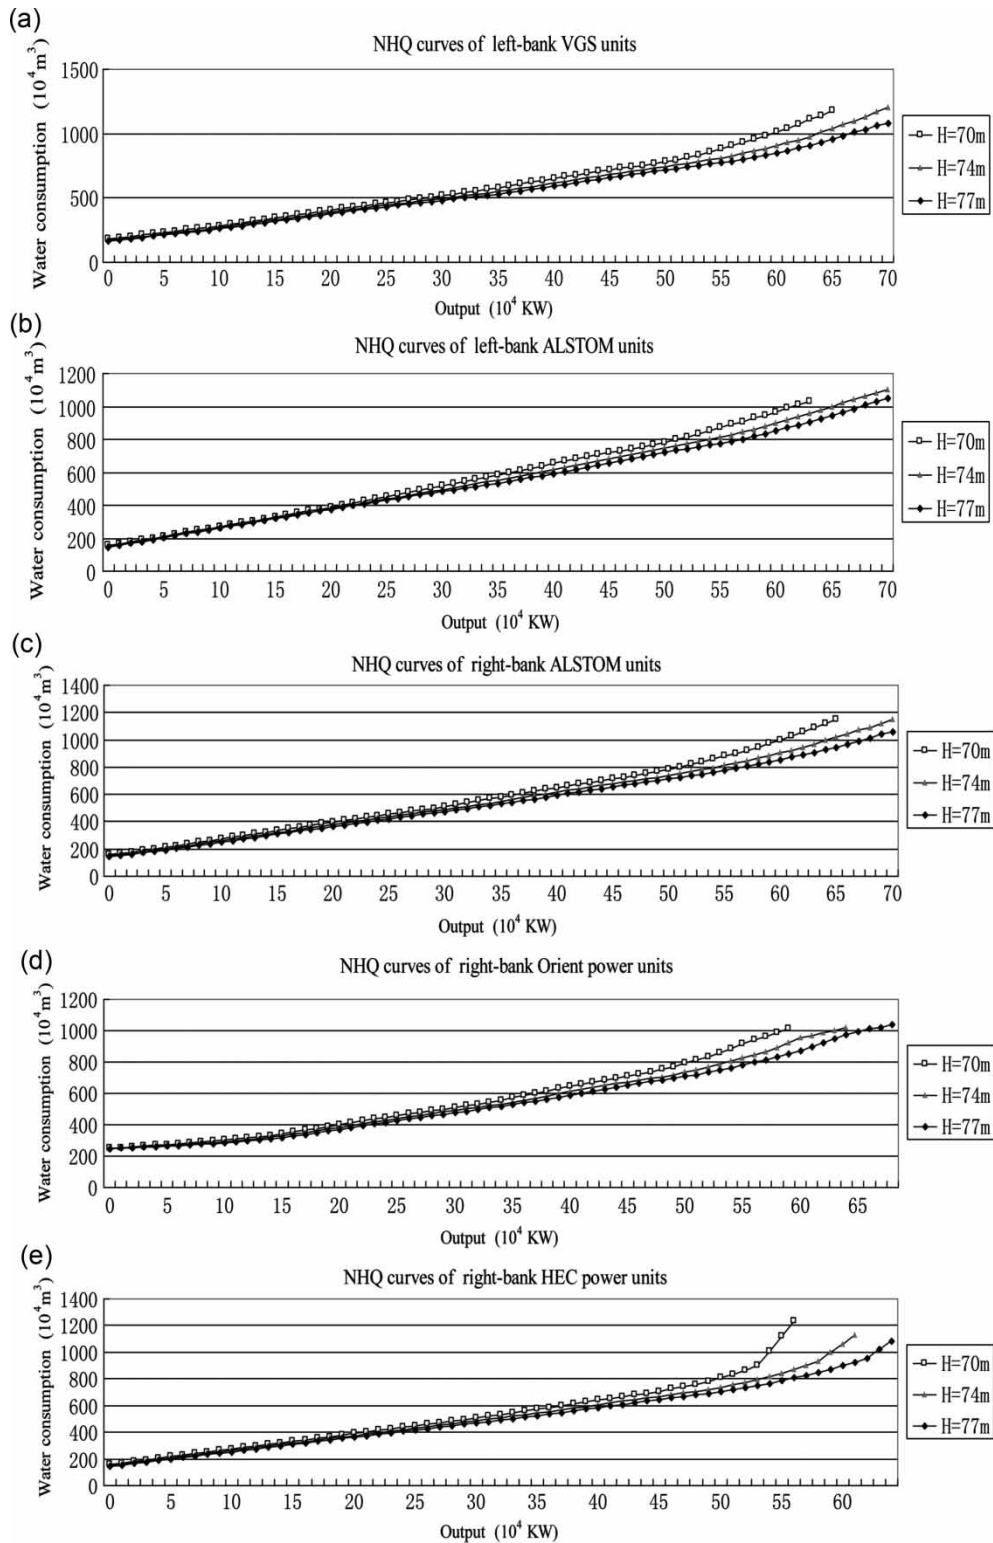 (a)
NHQ curves of left-bank VGS units
Water consumption (10⁴m³)
1500
1000
500
0
0 5 10 15 20 25 30 35 40 45 50 55 60 65 70
Output (10⁴ KW)
H=70m
H=74m
H=77m
(b)
NHQ curves of left-bank ALSTOM units
Water consumption (10⁴m³)
1200
1000
800
600
400
200
0
0 5 10 15 20 25 30 35 40 45 50 55 60 65 70
Output (10⁴ KW)
H=70m
H=74m
H=77m
(c)
NHQ curves of right-bank ALSTOM units
Water consumption (10⁴m³)
1400
1200
1000
800
600
400
200
0
0 5 10 15 20 25 30 35 40 45 50 55 60 65 70
Output (10⁴ KW)
H=70m
H=74m
H=77m
(d)
NHQ curves of right-bank Orient power units
Water consumption (10⁴m³)
1200
1000
800
600
400
200
0
0 5 10 15 20 25 30 35 40 45 50 55 60 65
Output (10⁴ KW)
H=70m
H=74m
H=77m
(e)
NHQ curves of right-bank HEC power units
Water consumption (10⁴m³)
1400
1200
1000
800
600
400
200
0
0 5 10 15 20 25 30 35 40 45 50 55 60
Output (10⁴ KW)
H=70m
H=74m
H=77m